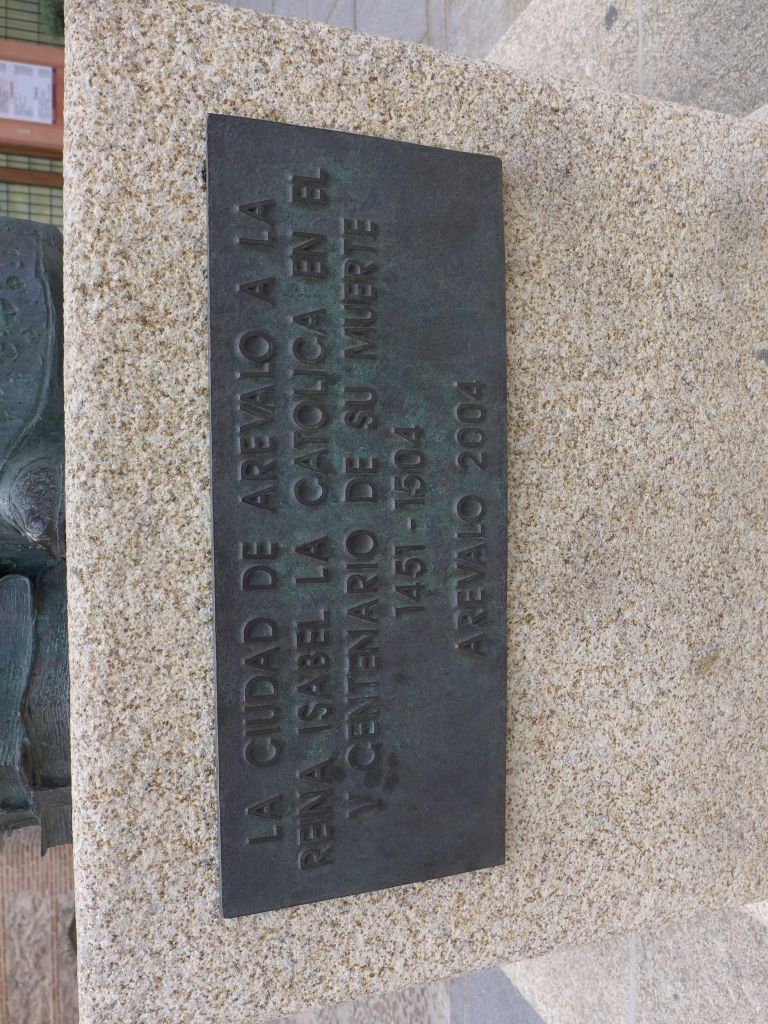 LA CIUDAD DE AREVALO A LA
REINA ISABEL LA CATOLICA EN EL
V CENTENARIO DE SU MUERTE
1451 - 1504
AREVALO 2004